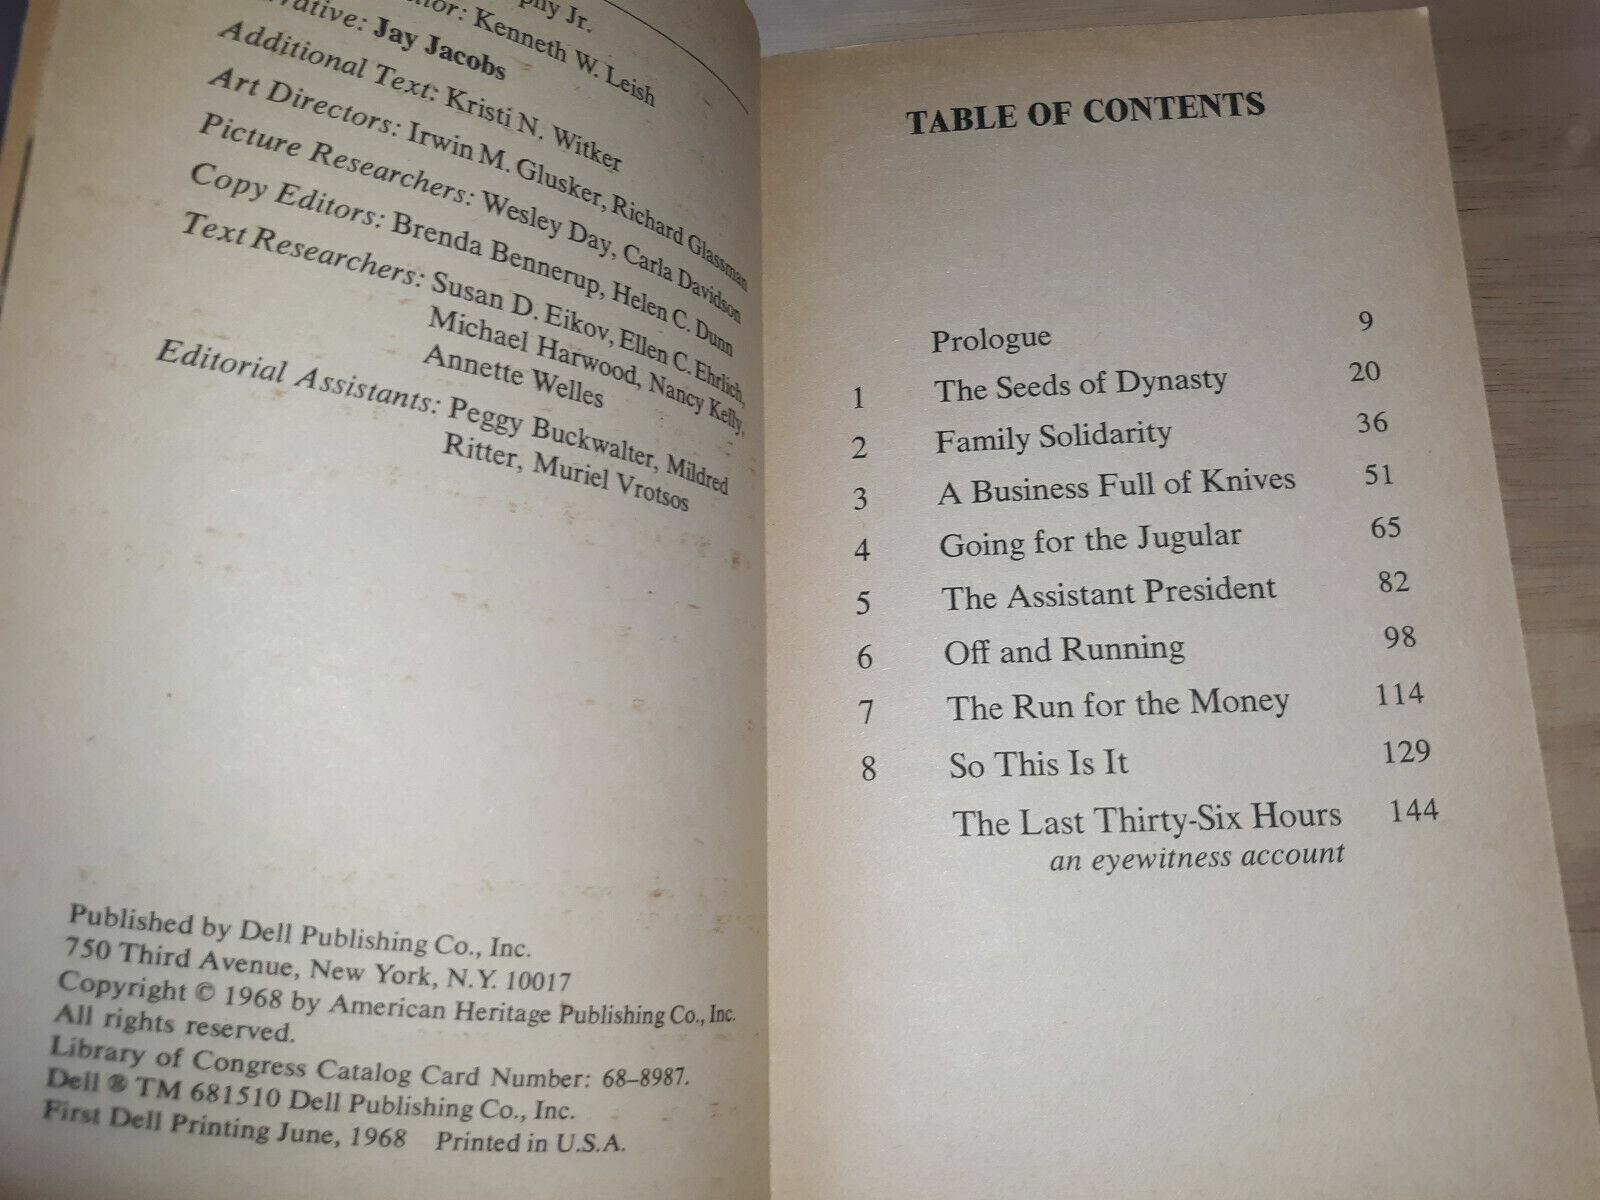 Jr.
Kenneth W. Leish
Jay Jacobs
Additional Text: Kristi N. Witker
Art Directors: Irwin M. Glusker, Richard Glassman
Picture Researchers: Wesley Day, Carla Davidson
Copy Editors: Brenda Bennerup, Helen C. Dunn
Text Researchers: Susan D. Eikov, Ellen C. Ehrlich,
Michael Harwood, Nancy Kelly,
Annette Welles
Editorial Assistants: Peggy Buckwalter, Mildred
Ritter, Muriel Vrotsos
Published by Dell Publishing Co., Inc.
750 Third Avenue, New York, N.Y. 10017
Copyright © 1968 by American Heritage Publishing Co., Inc.
All rights reserved.
Library of Congress Catalog Card Number: 68-8987.
Dell ® TM 681510 Dell Publishing Co., Inc.
First Dell Printing June, 1968 Printed in U.S.A.
TABLE OF CONTENTS
Prologue 9
1 The Seeds of Dynasty 20
2 Family Solidarity 36
3 A Business Full of Knives 51
4 Going for the Jugular 65
5 The Assistant President 82
6 Off and Running 98
7 The Run for the Money 114
8 So This Is It 129
The Last Thirty-Six Hours 144
an eyewitness account